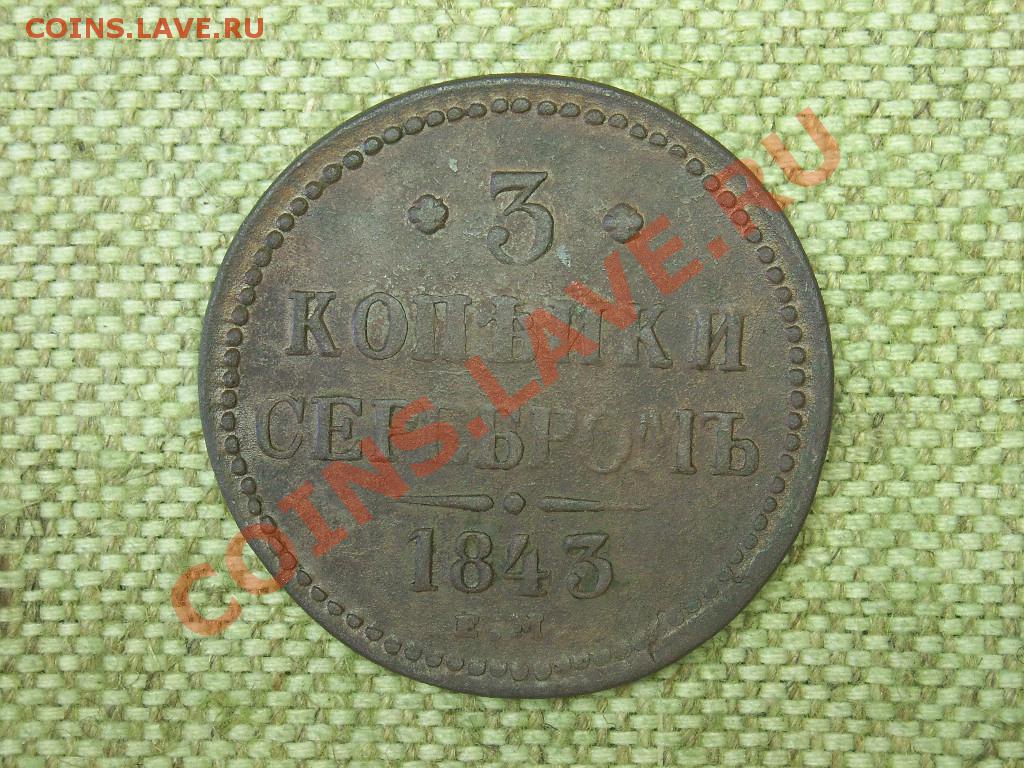 COINS.LAVE.RU
· 3 ·
КОПѢЙКИ
СЕРЕБРОМЪ
1843
Е.М
COINS.LAVE.RU